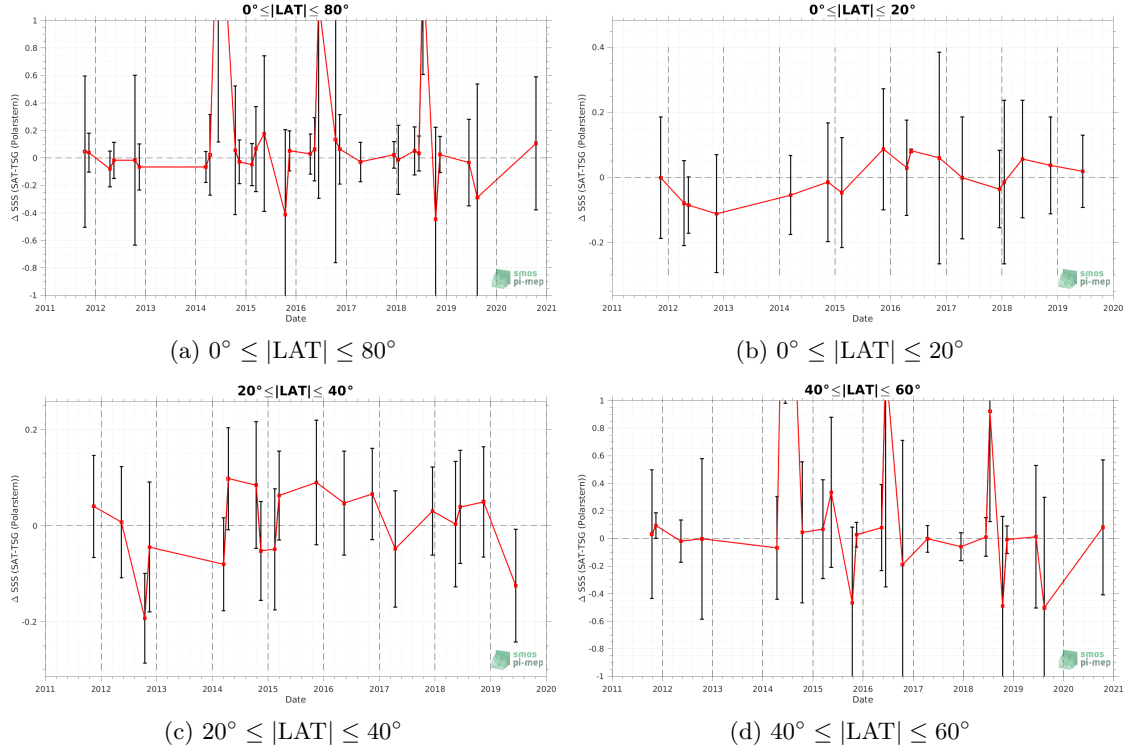 0°≤|LAT|≤ 80°
Δ SSS (SAT-TSG (Polarstern))
1
0.8
0.6
0.4
0.2
0
-0.2
-0.4
-0.6
-0.8
-1
2011 2012 2013 2014 2015 2016 2017 2018 2019 2020 2021
Date
smos
pi-mep
(a) 0° ≤ |LAT| ≤ 80°
0°≤|LAT|≤ 20°
Δ SSS (SAT-TSG (Polarstern))
0.4
0.2
0
-0.2
2011 2012 2013 2014 2015 2016 2017 2018 2019 2020
Date
smos
pi-mep
(b) 0° ≤ |LAT| ≤ 20°
20°≤|LAT|≤ 40°
Δ SSS (SAT-TSG (Polarstern))
0.2
0
-0.2
2011 2012 2013 2014 2015 2016 2017 2018 2019 2020
Date
smos
pi-mep
(c) 20° ≤ |LAT| ≤ 40°
40°≤|LAT|≤ 60°
Δ SSS (SAT-TSG (Polarstern))
1
0.8
0.6
0.4
0.2
0
-0.2
-0.4
-0.6
-0.8
-1
2011 2012 2013 2014 2015 2016 2017 2018 2019 2020 2021
Date
smos
pi-mep
(d) 40° ≤ |LAT| ≤ 60°